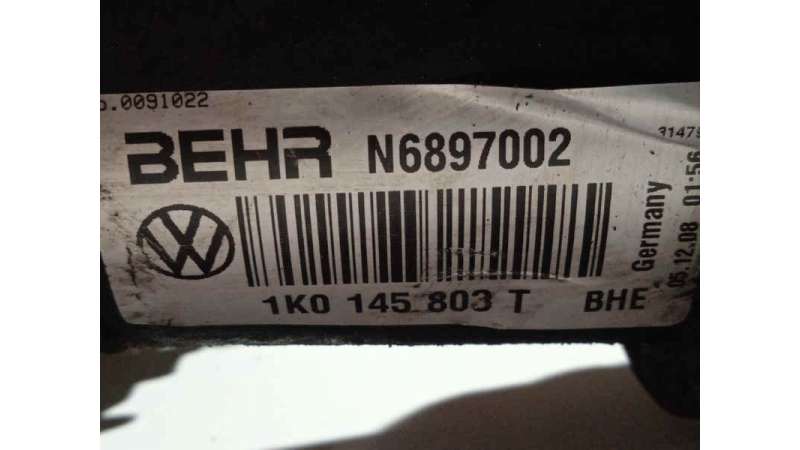 .0091022
BEHR N6897002
3147
1K0 145 803 T BHE
Germany
05.12.08 01:56